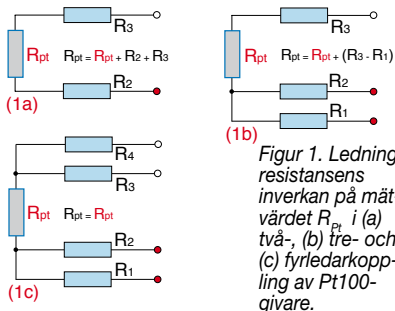 R3
Rpt
Rpt = Rpt + R2 + R3
R2
(1a)
R3
Rpt
Rpt = Rpt + (R3 - R1)
R2
R1
(1b)
R4
R3
Rpt
Rpt = Rpt
R2
R1
(1c)
Figur 1. Lednings
resistansens
inverkan på mät-
värdet RPt i (a)
två-, (b) tre- och
(c) fyrledarkopp-
ling av Pt100-
givare.